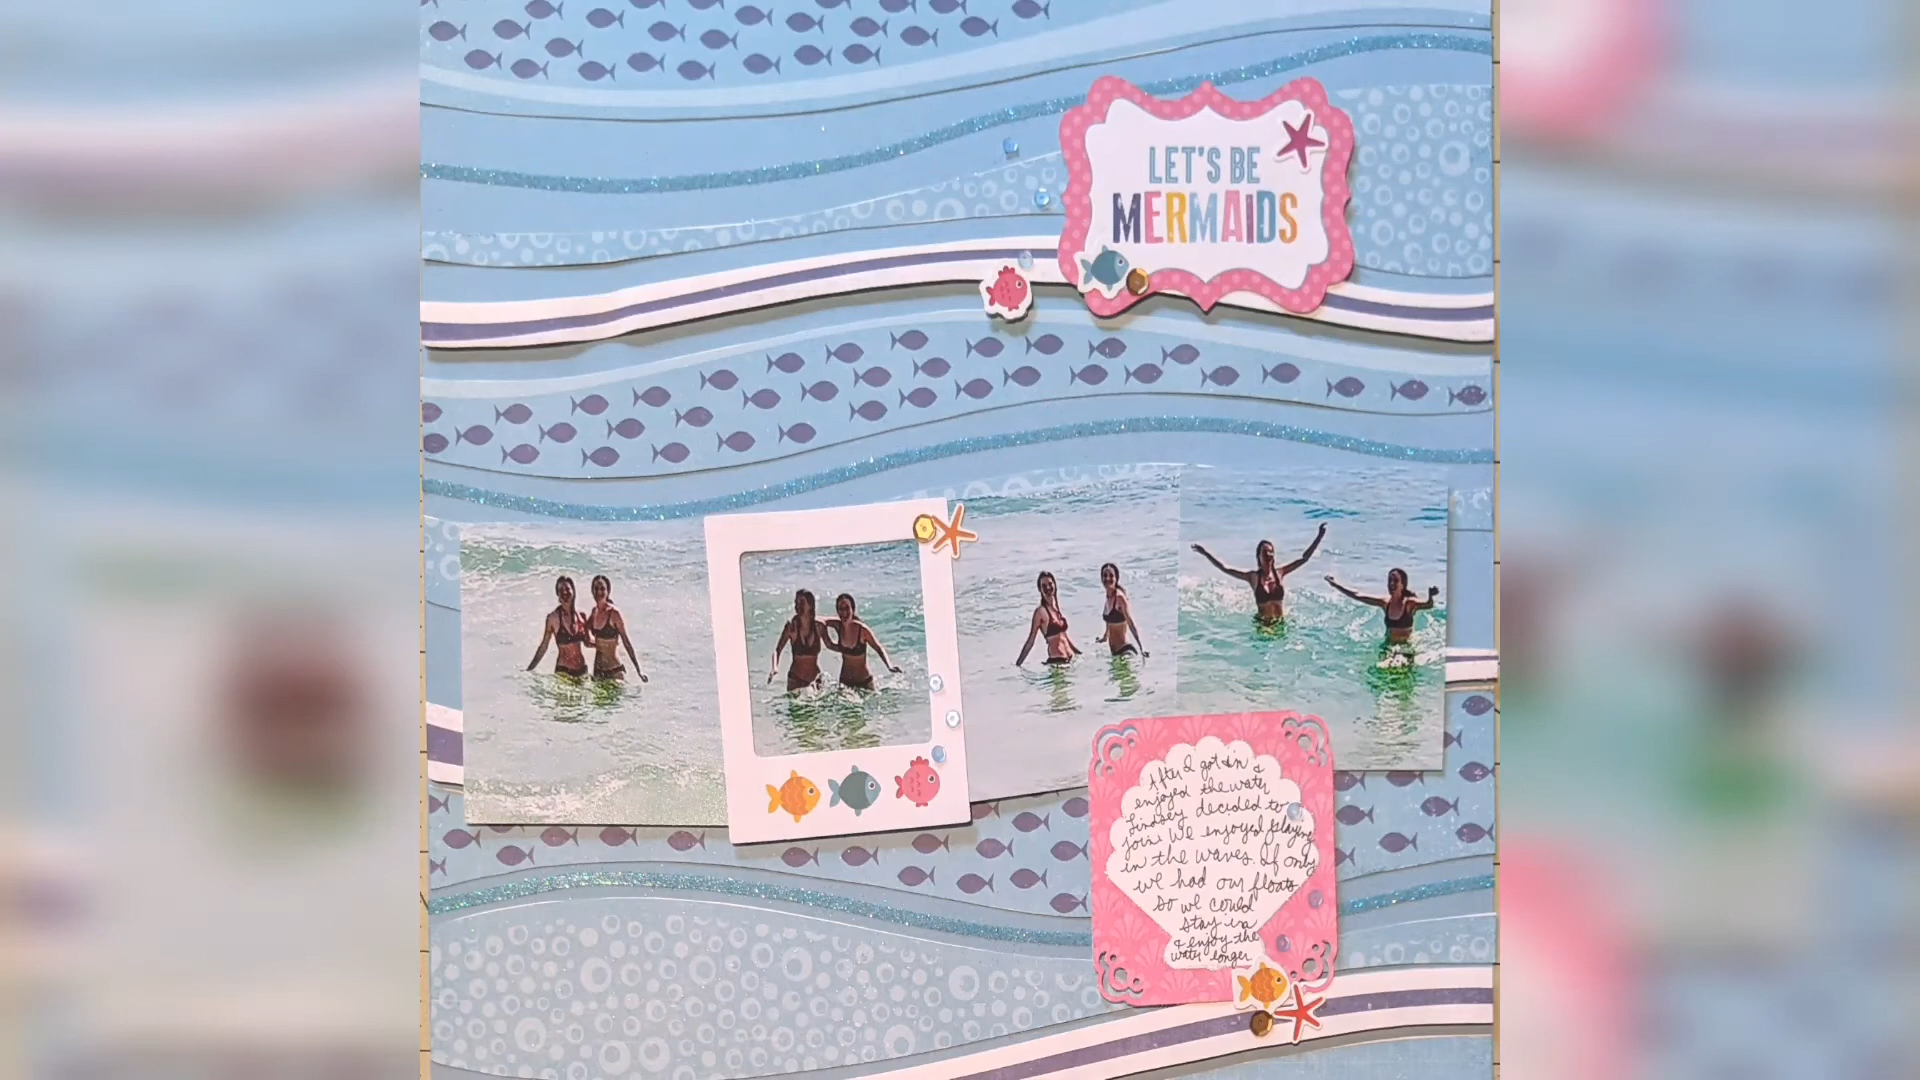 LET'S BE
MERMAIDS
After I got in &
enjoyed the water
Lindsey decided to
join. We enjoyed playing
in the waves. If only
we had our floats
so we could
stay in
& enjoy the
water longer